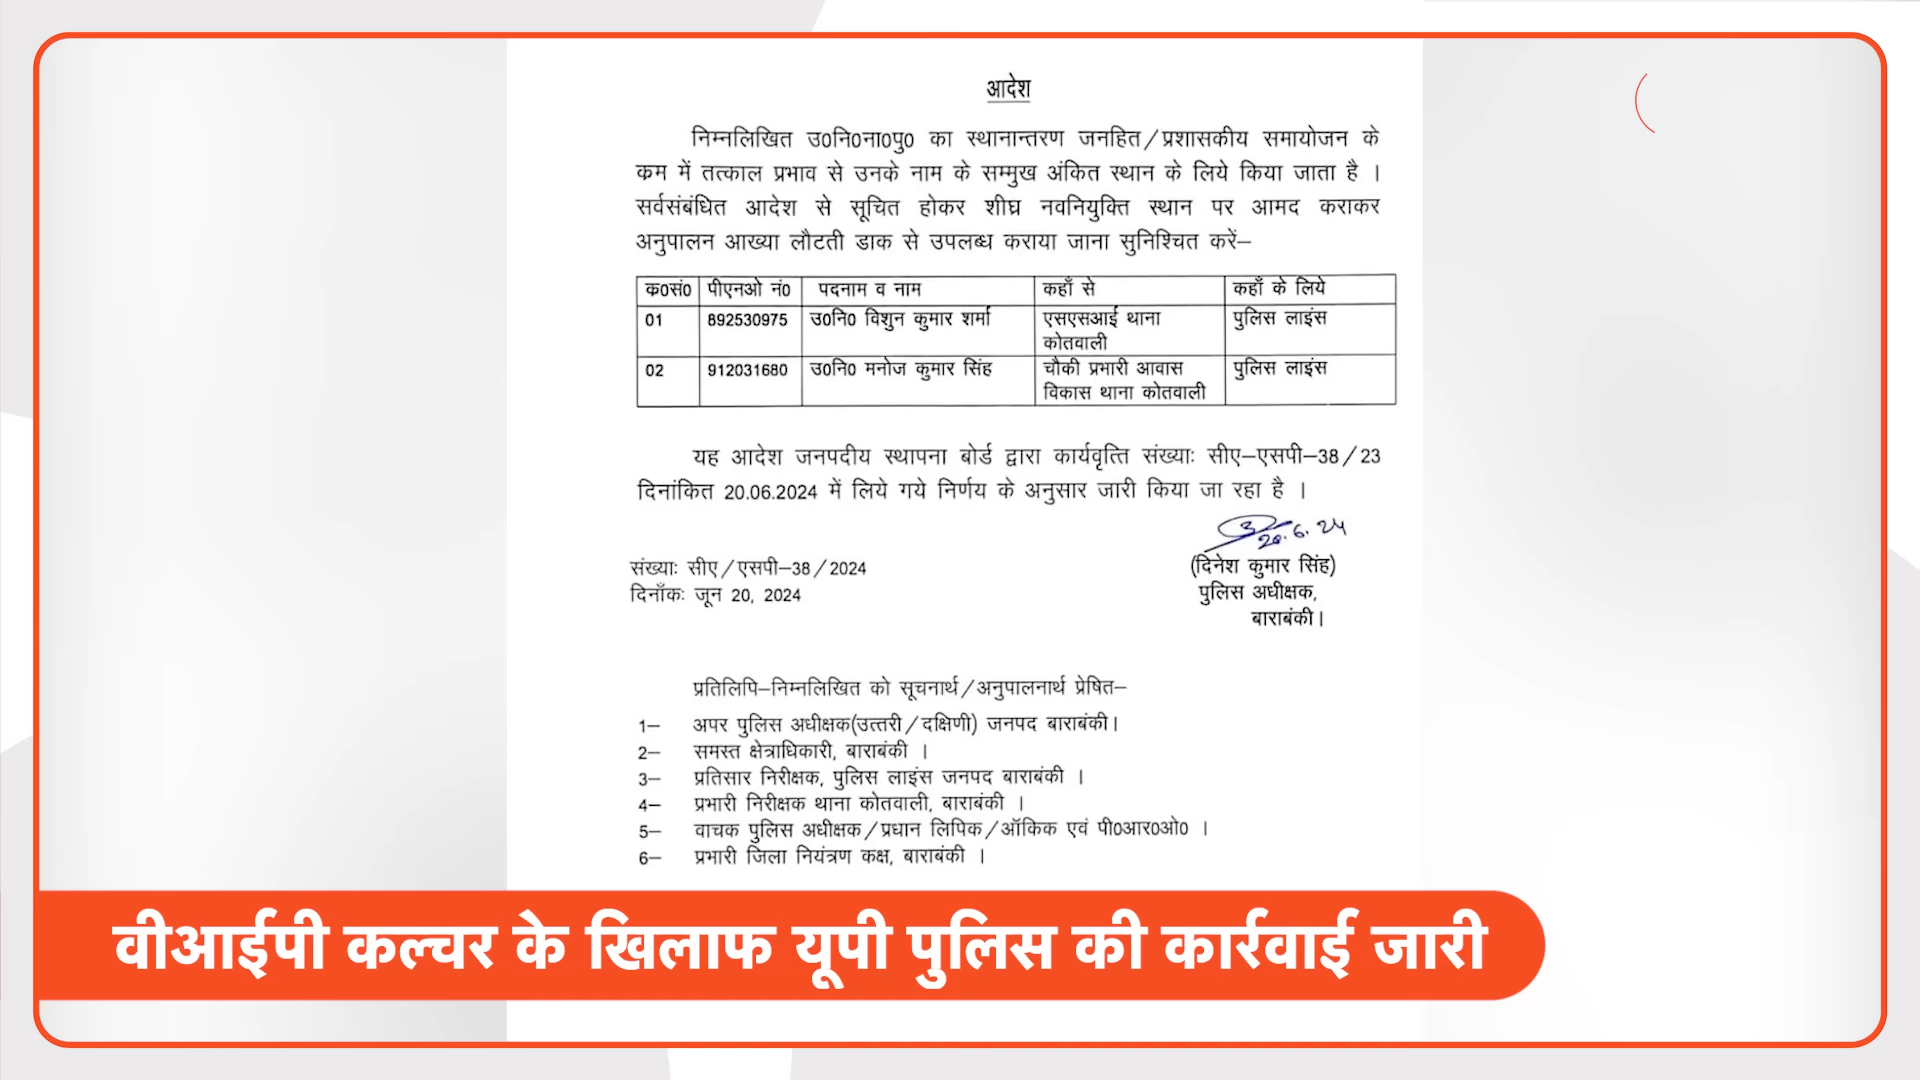 आदेश
निम्नलिखित उ0नि0ना0पु0 का स्थानान्तरण जनहित/प्रशासकीय समायोजन के
कम में तत्काल प्रभाव से उनके नाम के सम्मुख अंकित स्थान के लिये किया जाता है ।
सर्वसंबंधित आदेश से सूचित होकर शीघ्र नवनियुक्ति स्थान पर आमद कराकर
अनुपालन आख्या लौटती डाक से उपलब्ध कराया जाना सुनिश्चित करें–
क0सं0 पीएनओ नं0 पदनाम व नाम कहाँ से कहाँ के लिये
01 892530975 उ0नि0 विशुन कुमार शर्मा एसएसआई थाना पुलिस लाइंस
कोतवाली
02 912031680 उ0नि0 मनोज कुमार सिंह चौकी प्रभारी आवास पुलिस लाइंस
विकास थाना कोतवाली
यह आदेश जनपदीय स्थापना बोर्ड द्वारा कार्यवृत्ति संख्याः सीए–एसपी–38/23
दिनांकित 20.06.2024 में लिये गये निर्णय के अनुसार जारी किया जा रहा है ।
20.6.24
(दिनेश कुमार सिंह)
संख्याः सीए/एसपी–38/2024
पुलिस अधीक्षक,
दिनाँकः जून 20, 2024
बाराबंकी।
प्रतिलिपि–निम्नलिखित को सूचनार्थ/अनुपालनार्थ प्रेषित–
1– अपर पुलिस अधीक्षक(उत्तरी/दक्षिणी) जनपद बाराबंकी।
2– समस्त क्षेत्राधिकारी, बाराबंकी ।
3– प्रतिसार निरीक्षक, पुलिस लाइंस जनपद बाराबंकी ।
4– प्रभारी निरीक्षक थाना कोतवाली, बाराबंकी ।
5– वाचक पुलिस अधीक्षक/प्रधान लिपिक/ऑकिक एवं पी0आर0ओ0 ।
6– प्रभारी जिला नियंत्रण कक्ष, बाराबंकी ।
वीआईपी कल्चर के खिलाफ यूपी पुलिस की कार्रवाई जारी